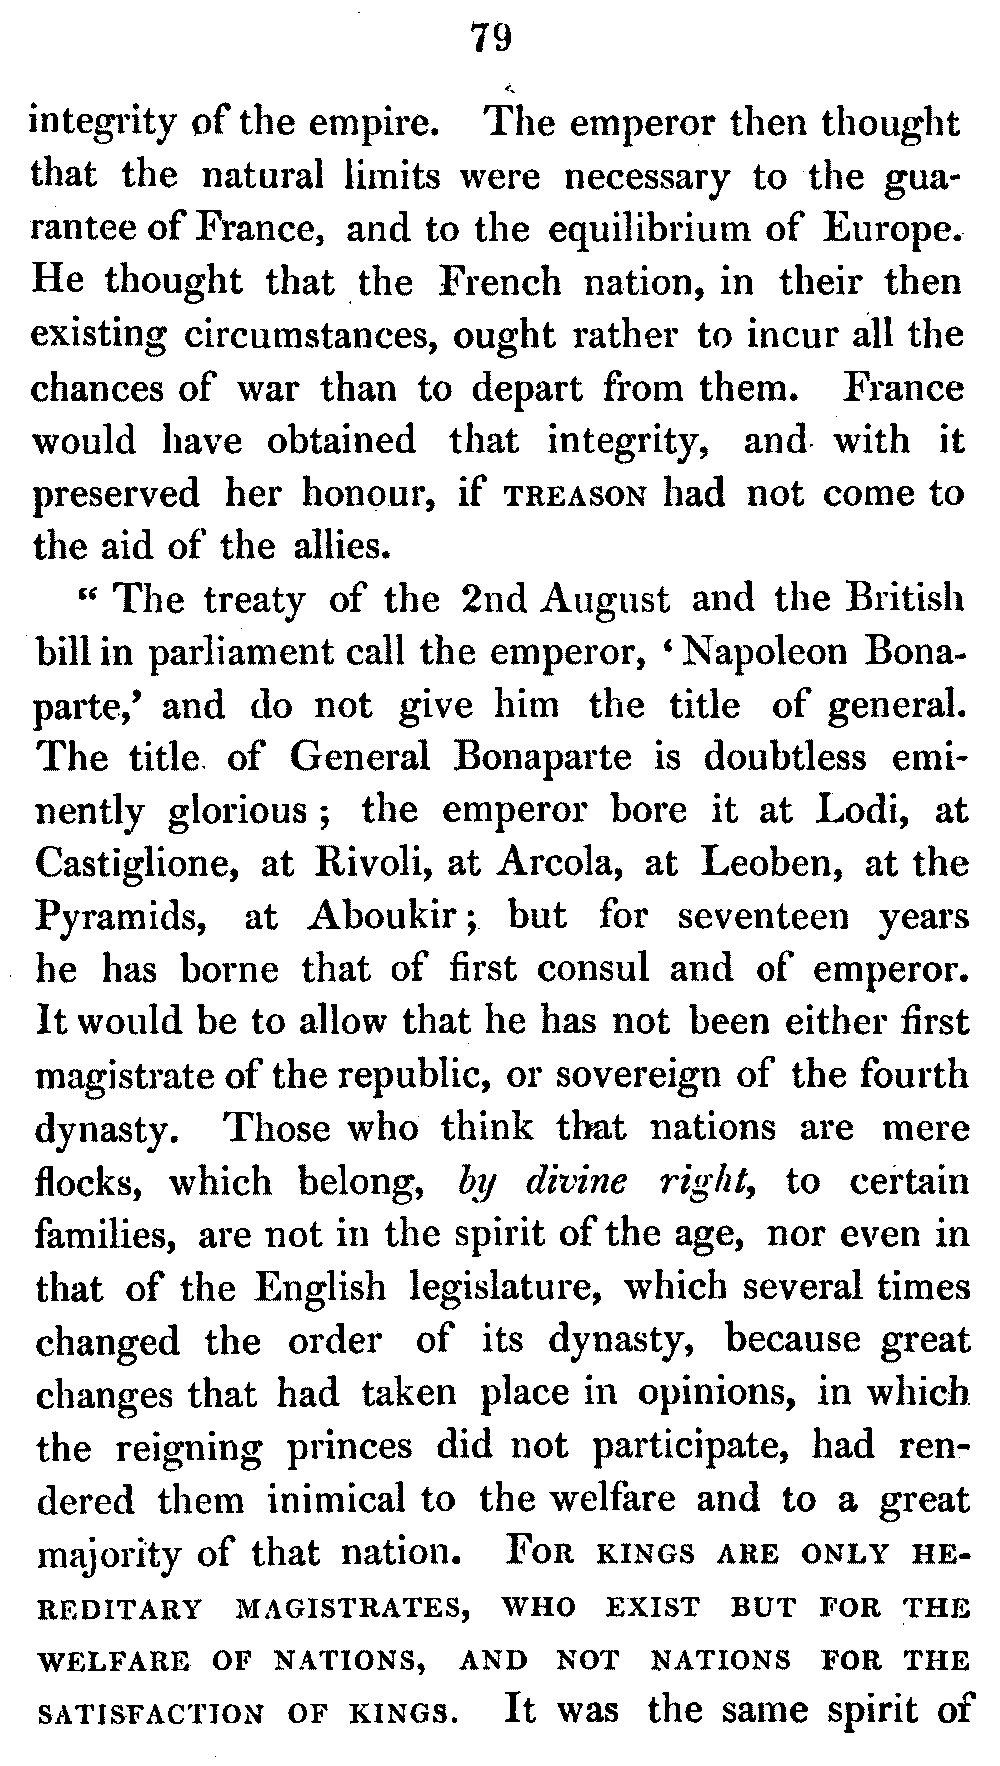 79
integrity of the empire. The emperor then thought
that the natural limits were necessary to the gua-
rantee of France, and to the equilibrium of Europe.
He thought that the French nation, in their then
existing circumstances, ought rather to incur all the
chances of war than to depart from them. France
would have obtained that integrity, and with it
preserved her honour, if TREASON had not come to
the aid of the allies.
“ The treaty of the 2nd August and the British
bill in parliament call the emperor, ‘ Napoleon Bona-
parte,’ and do not give him the title of general.
The title of General Bonaparte is doubtless emi-
nently glorious ; the emperor bore it at Lodi, at
Castiglione, at Rivoli, at Arcola, at Leoben, at the
Pyramids, at Aboukir ; but for seventeen years
he has borne that of first consul and of emperor.
It would be to allow that he has not been either first
magistrate of the republic, or sovereign of the fourth
dynasty. Those who think that nations are mere
flocks, which belong, by divine right, to certain
families, are not in the spirit of the age, nor even in
that of the English legislature, which several times
changed the order of its dynasty, because great
changes that had taken place in opinions, in which
the reigning princes did not participate, had ren-
dered them inimical to the welfare and to a great
majority of that nation. FOR KINGS ARE ONLY HE-
REDITARY MAGISTRATES, WHO EXIST BUT FOR THE
WELFARE OF NATIONS, AND NOT NATIONS FOR THE
SATISFACTION OF KINGS. It was the same spirit of